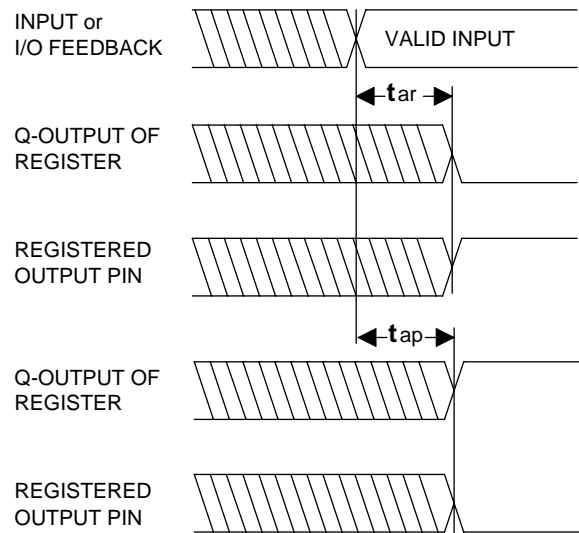 INPUT or
I/O FEEDBACK
VALID INPUT
tar
Q-OUTPUT OF
REGISTER
REGISTERED
OUTPUT PIN
tap
Q-OUTPUT OF
REGISTER
REGISTERED
OUTPUT PIN